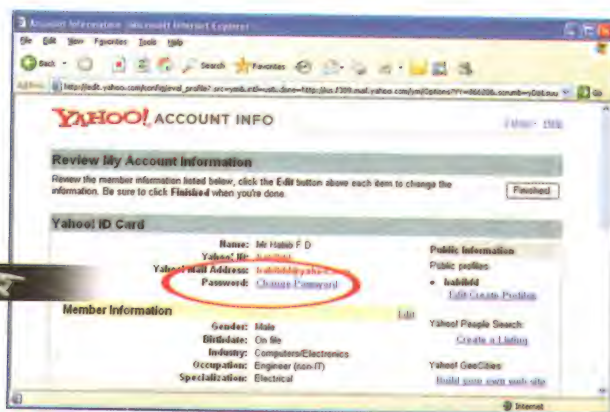 Account Information - Microsoft Internet Explorer
File Edit View Favorites Tools Help
Back Search Favorites
YAHOO! ACCOUNT INFO
Review My Account Information
Review the member information listed below, click the Edit button above each item to change the
information. Be sure to click Finished when you're done.
Finished
Yahoo! ID Card
Name: Mr Habib F D
Yahoo! ID: habibfd
Yahoo! Mail Address:
Password: Change Password
Member Information
Edit
Gender: Male
Birthdate: On file
Industry: Computers/Electronics
Occupation: Engineer (non-IT)
Specialization: Electrical
Public Information
Public profiles:
• habibfd
Edit/Create Profiles
Yahoo! People Search:
Create a Listing
Yahoo! GeoCities:
Build your own web site
Internet